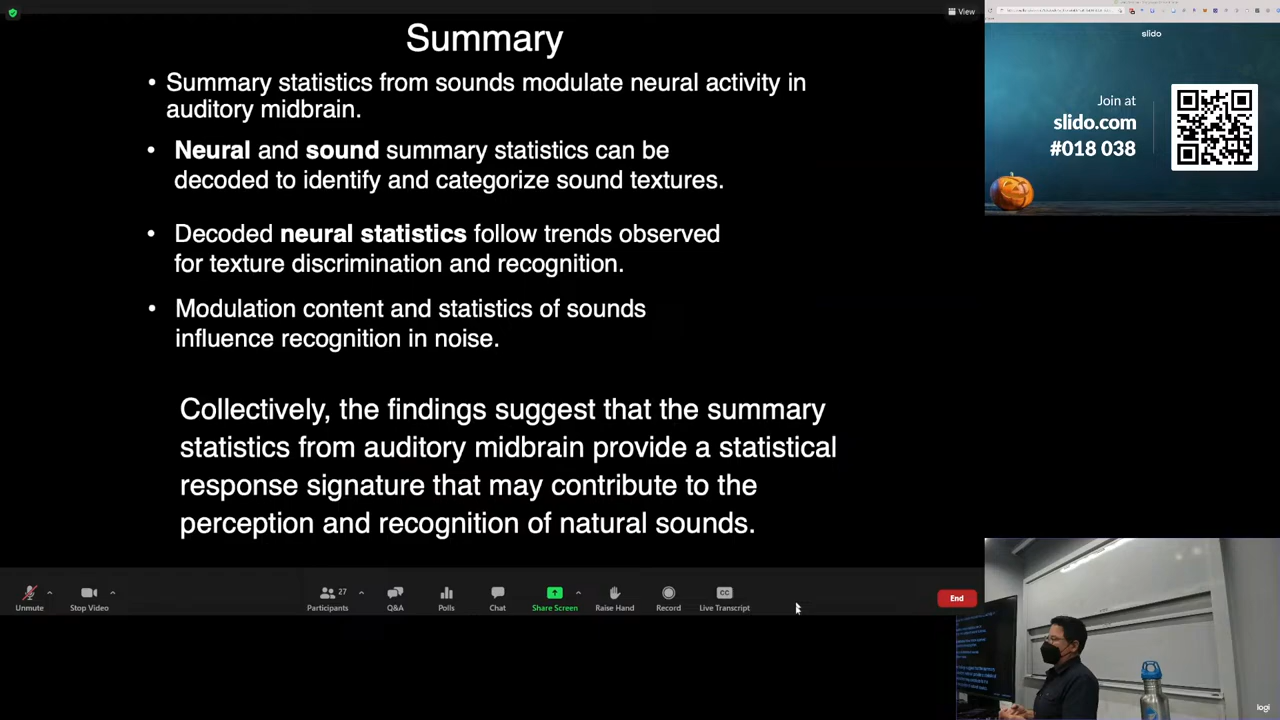 View
Summary
• Summary statistics from sounds modulate neural activity in
auditory midbrain.
• Neural and sound summary statistics can be
decoded to identify and categorize sound textures.
• Decoded neural statistics follow trends observed
for texture discrimination and recognition.
• Modulation content and statistics of sounds
influence recognition in noise.
Collectively, the findings suggest that the summary
statistics from auditory midbrain provide a statistical
response signature that may contribute to the
perception and recognition of natural sounds.
slido
Join at
slido.com
#018 038
Unmute
Stop Video
27
Participants
Q&A
Polls
Chat
Share Screen
Raise Hand
Record
CC
Live Transcript
End
logi